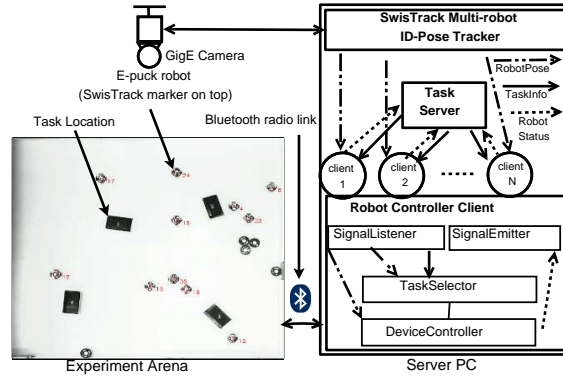 GigE Camera
E-puck robot
(SwisTrack marker on top)
Task Location
Bluetooth radio link
Experiment Arena
SwisTrack Multi-robot
ID-Pose Tracker
RobotPose
TaskInfo
Robot
Status
Task
Server
client
1
client
2
client
N
Robot Controller Client
SignalListener
SignalEmitter
TaskSelector
DeviceController
Server PC